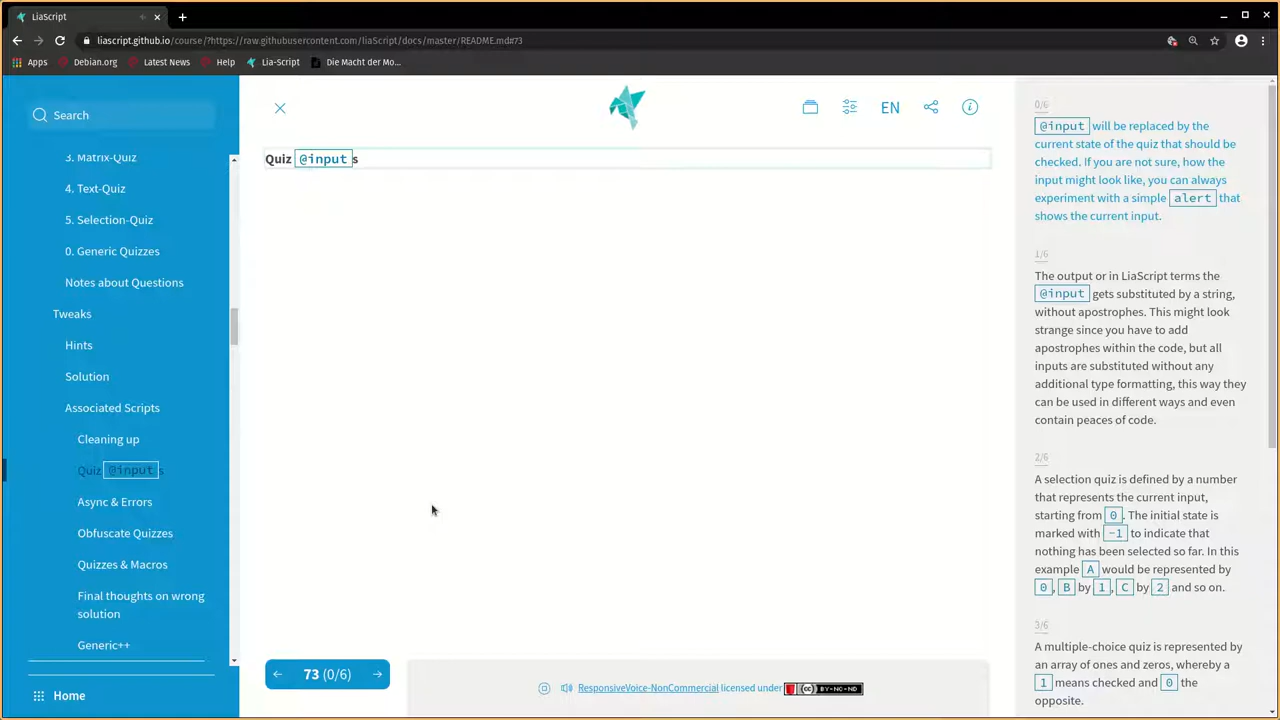 LiaScript
liascript.github.io/course/?https://raw.githubusercontent.com/liaScript/docs/master/README.md#73
Apps Debian.org Latest News Help Lia-Script Die Macht der Mo...
Search
3. Matrix-Quiz
4. Text-Quiz
5. Selection-Quiz
0. Generic Quizzes
Notes about Questions
Tweaks
Hints
Solution
Associated Scripts
Cleaning up
Quiz @input s
Async & Errors
Obfuscate Quizzes
Quizzes & Macros
Final thoughts on wrong
solution
Generic++
Home
EN
Quiz @input s
73 (0/6)
ResponsiveVoice-NonCommercial licensed under cc BY-NC-ND
0/6
@input will be replaced by the
current state of the quiz that should be
checked. If you are not sure, how the
input might look like, you can always
experiment with a simple alert that
shows the current input.
1/6
The output or in LiaScript terms the
@input gets substituted by a string,
without apostrophes. This might look
strange since you have to add
apostrophes within the code, but all
inputs are substituted without any
additional type formatting, this way they
can be used in different ways and even
contain peaces of code.
2/6
A selection quiz is defined by a number
that represents the current input,
starting from 0. The initial state is
marked with -1 to indicate that
nothing has been selected so far. In this
example A would be represented by
0, B by 1, C by 2 and so on.
3/6
A multiple-choice quiz is represented by
an array of ones and zeros, whereby a
1 means checked and 0 the
opposite.